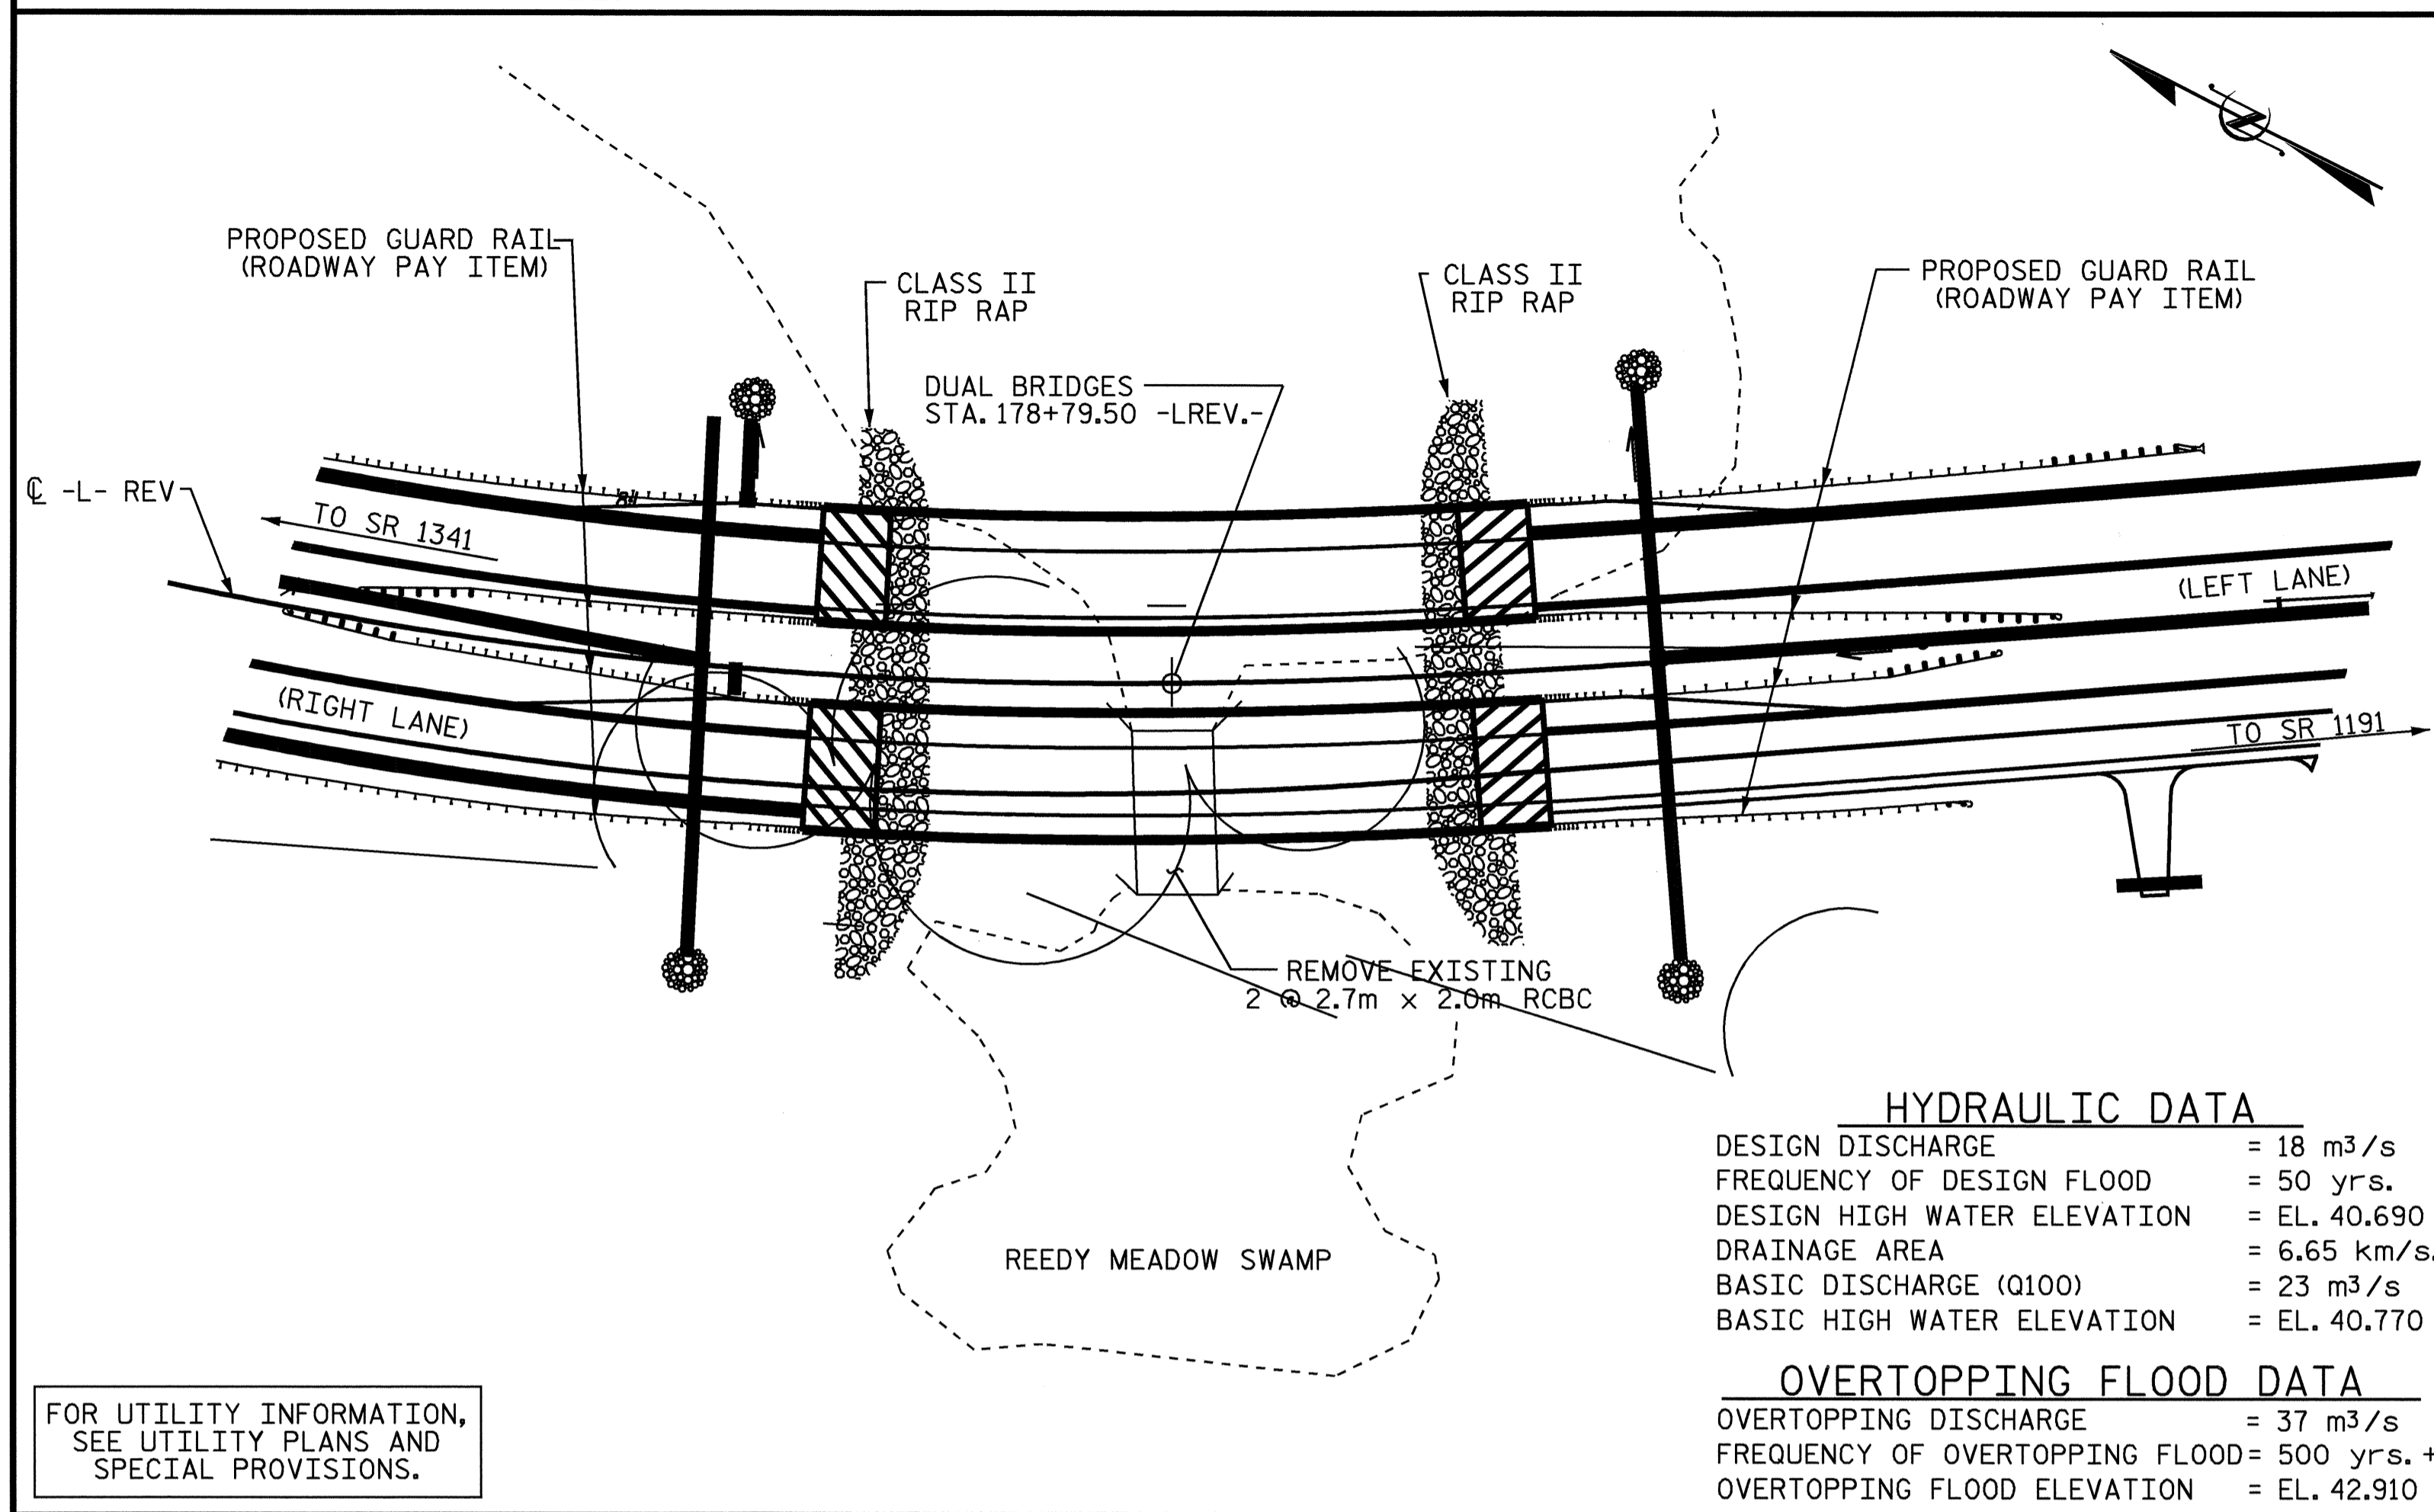 PROPOSED GUARD RAIL
(ROADWAY PAY ITEM)
CLASS II
RIP RAP
CLASS II
RIP RAP
PROPOSED GUARD RAIL
(ROADWAY PAY ITEM)
DUAL BRIDGES
STA. 178+79.50 -LREV.-
℄ -L- REV
TO SR 1341
(LEFT LANE)
(RIGHT LANE)
TO SR 1191
REMOVE EXISTING
2 @ 2.7m x 2.0m RCBC
REEDY MEADOW SWAMP
HYDRAULIC DATA
DESIGN DISCHARGE = 18 m³/s
FREQUENCY OF DESIGN FLOOD = 50 yrs.
DESIGN HIGH WATER ELEVATION = EL. 40.690
DRAINAGE AREA = 6.65 km/s.
BASIC DISCHARGE (Q100) = 23 m³/s
BASIC HIGH WATER ELEVATION = EL. 40.770
OVERTOPPING FLOOD DATA
OVERTOPPING DISCHARGE = 37 m³/s
FREQUENCY OF OVERTOPPING FLOOD = 500 yrs. +
OVERTOPPING FLOOD ELEVATION = EL. 42.910
FOR UTILITY INFORMATION,
SEE UTILITY PLANS AND
SPECIAL PROVISIONS.